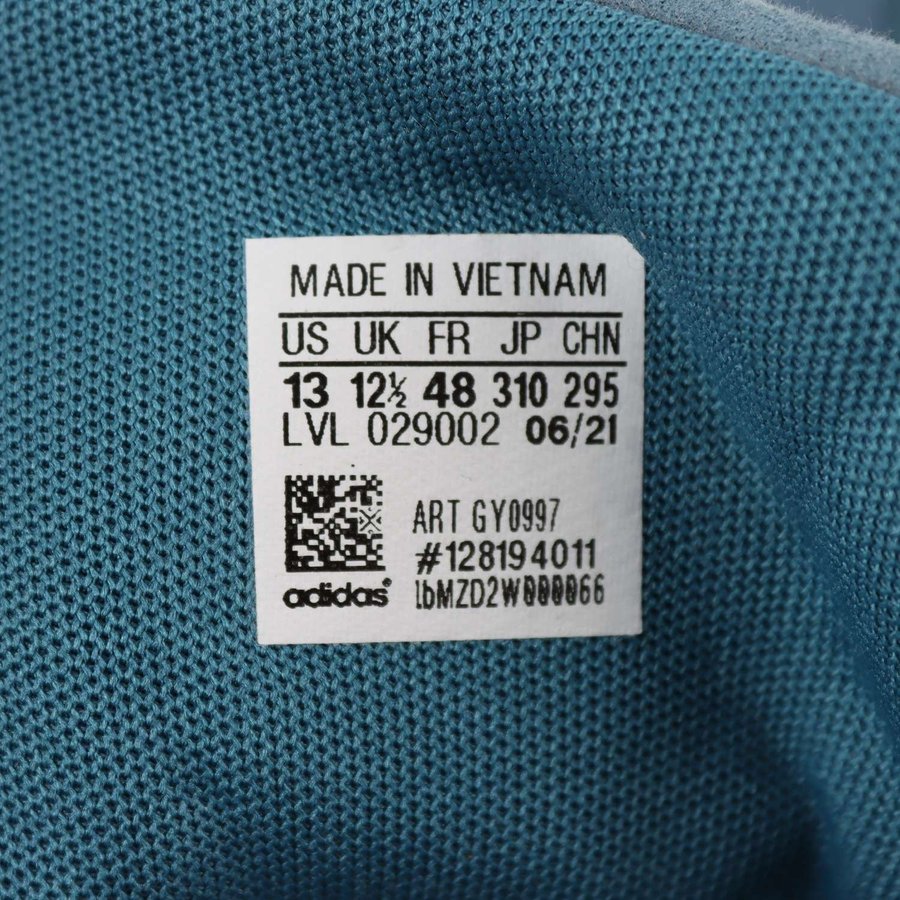 MADE IN VIETNAM
US UK FR JP CHN
13 12½ 48 310 295
LVL 029002 06/21
ART GY0997
#128194011
adidas® lbMZD2W000066